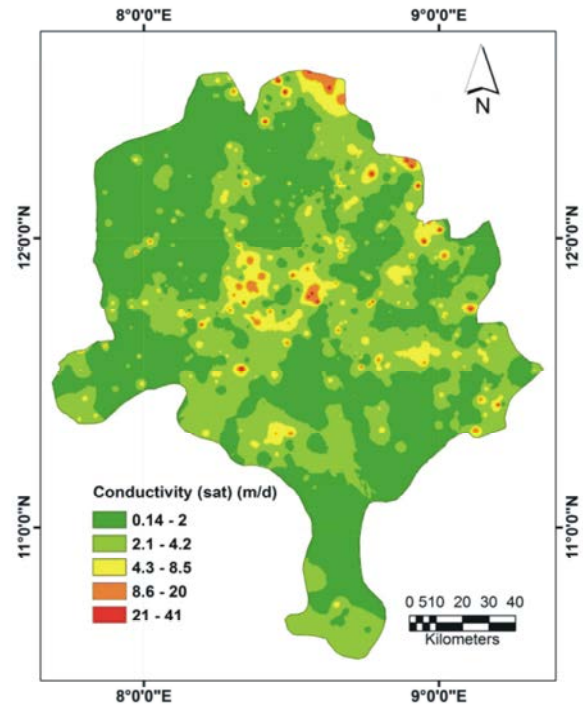 8°0'0"E 9°0'0"E
N
12°0'0"N 12°0'0"N
11°0'0"N 11°0'0"N
Conductivity (sat) (m/d)
0.14 - 2
2.1 - 4.2
4.3 - 8.5
8.6 - 20
21 - 41
0 5 10 20 30 40
Kilometers
8°0'0"E 9°0'0"E